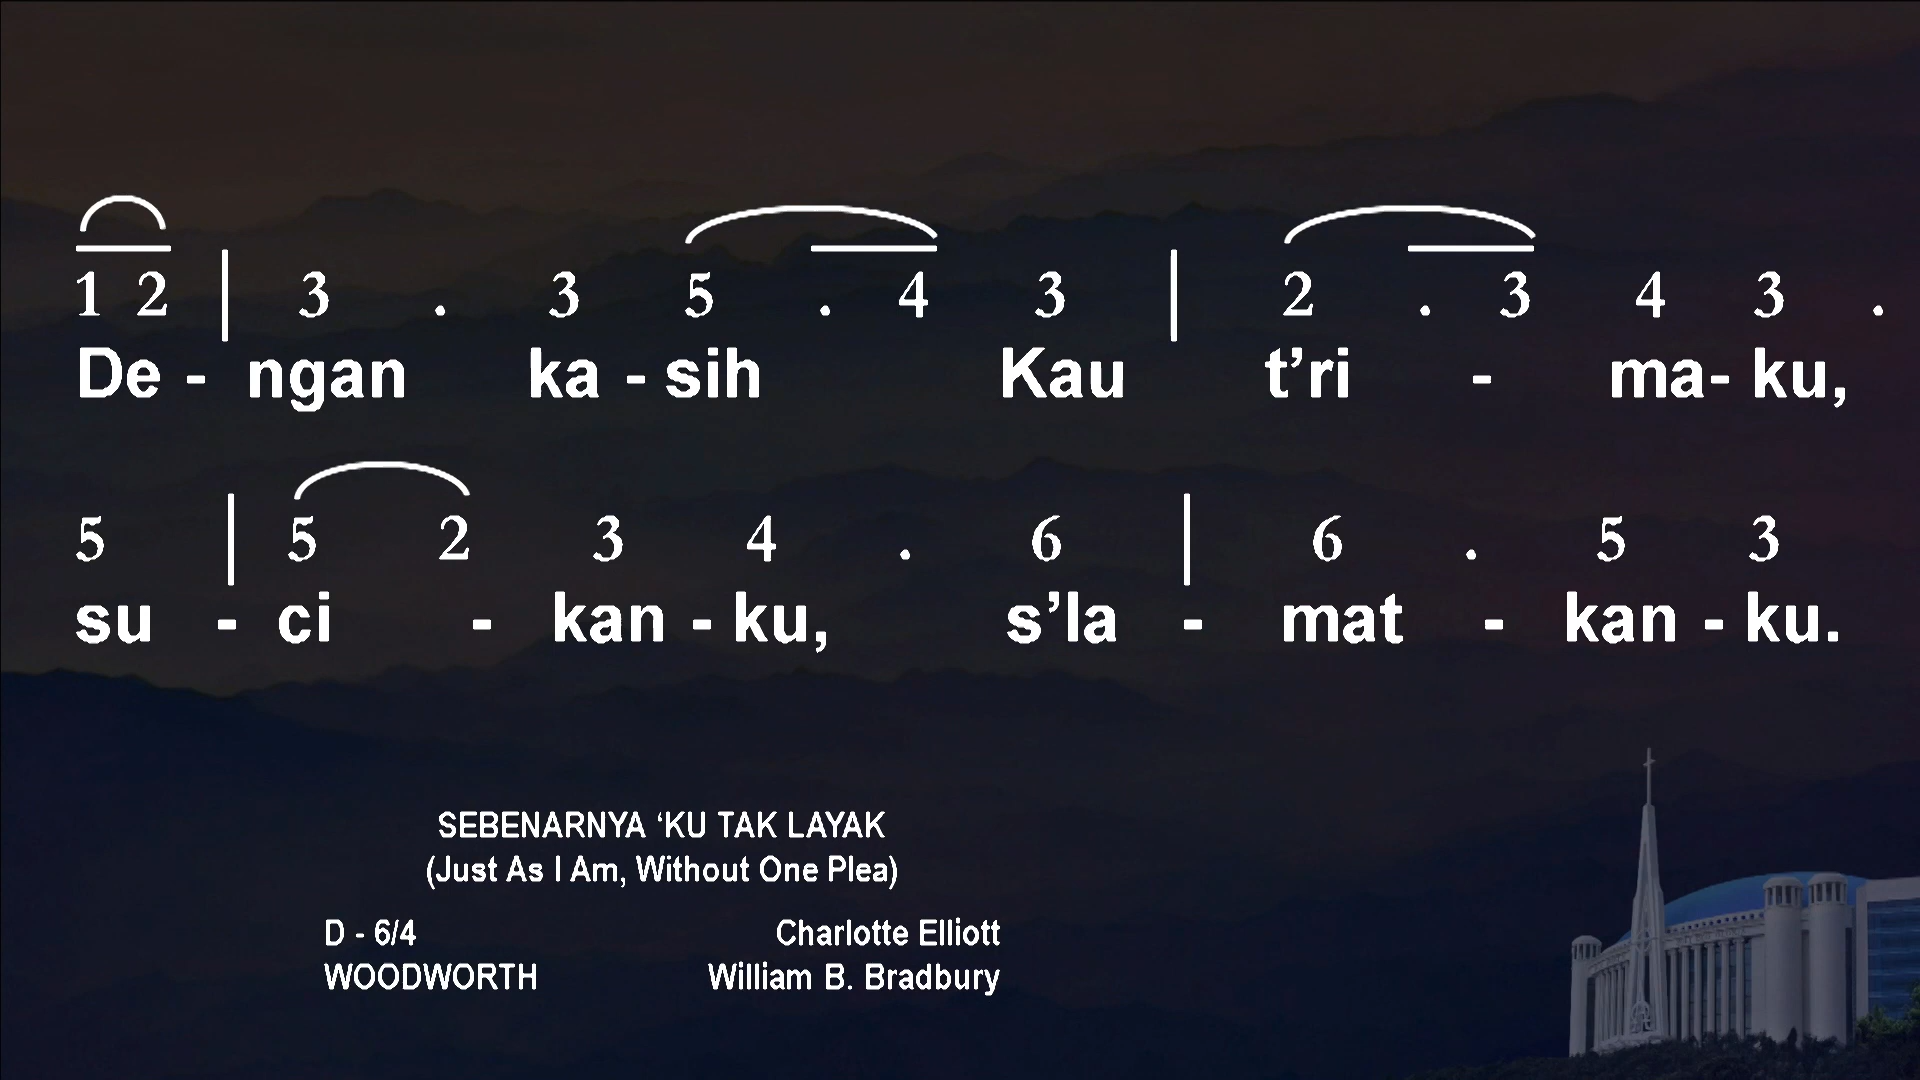 1 2 | 3 . 3 5 . 4 3 | 2 . 3 4 3 .
De - ngan ka - sih Kau t’ri - ma- ku,
5 | 5 2 3 4 . 6 | 6 . 5 3
su - ci - kan - ku, s’la - mat - kan - ku.
SEBENARNYA ‘KU TAK LAYAK
(Just As I Am, Without One Plea)
D - 6/4 Charlotte Elliott
WOODWORTH William B. Bradbury